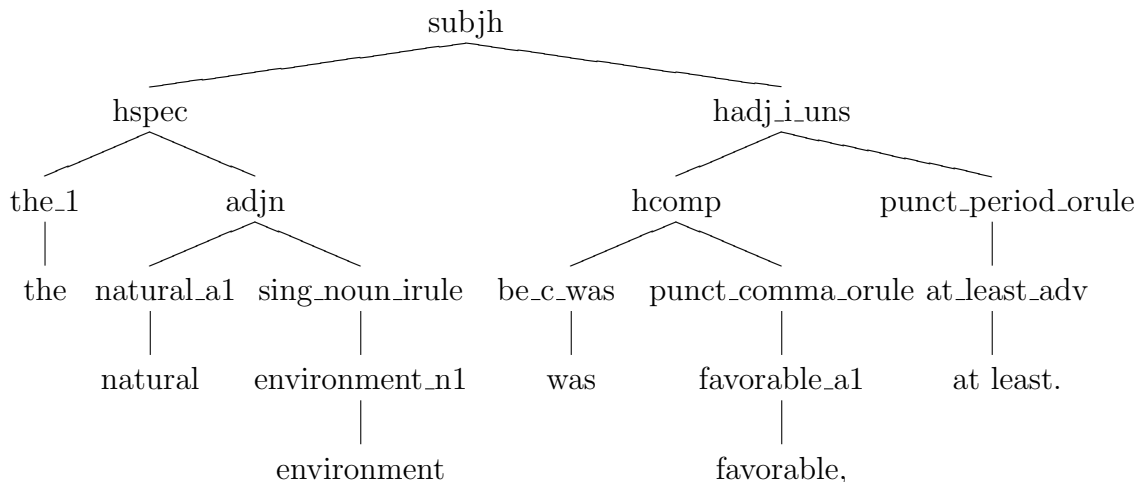 subjh
hspec hadj_i_uns
the_1 adjn hcomp punct_period_orule
the natural_a1 sing_noun_irule be_c_was punct_comma_orule at_least_adv
natural environment_n1 was favorable_a1 at least.
environment favorable,